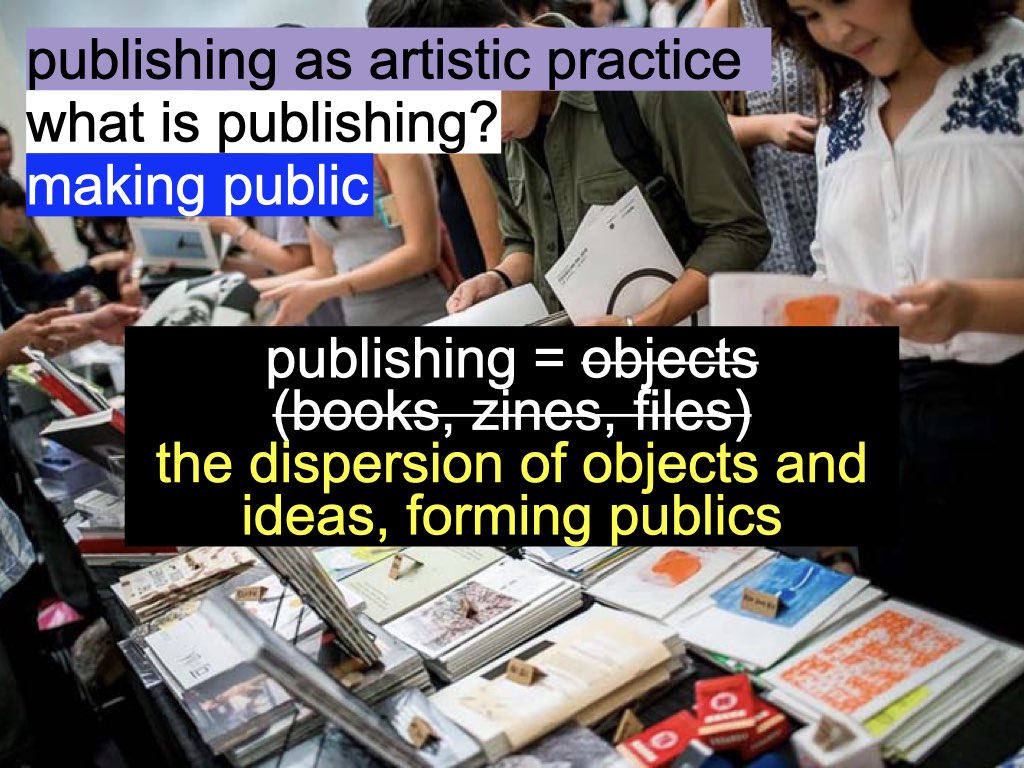 publishing as artistic practice
what is publishing?
making public
publishing = objects
(books, zines, files)
the dispersion of objects and
ideas, forming publics